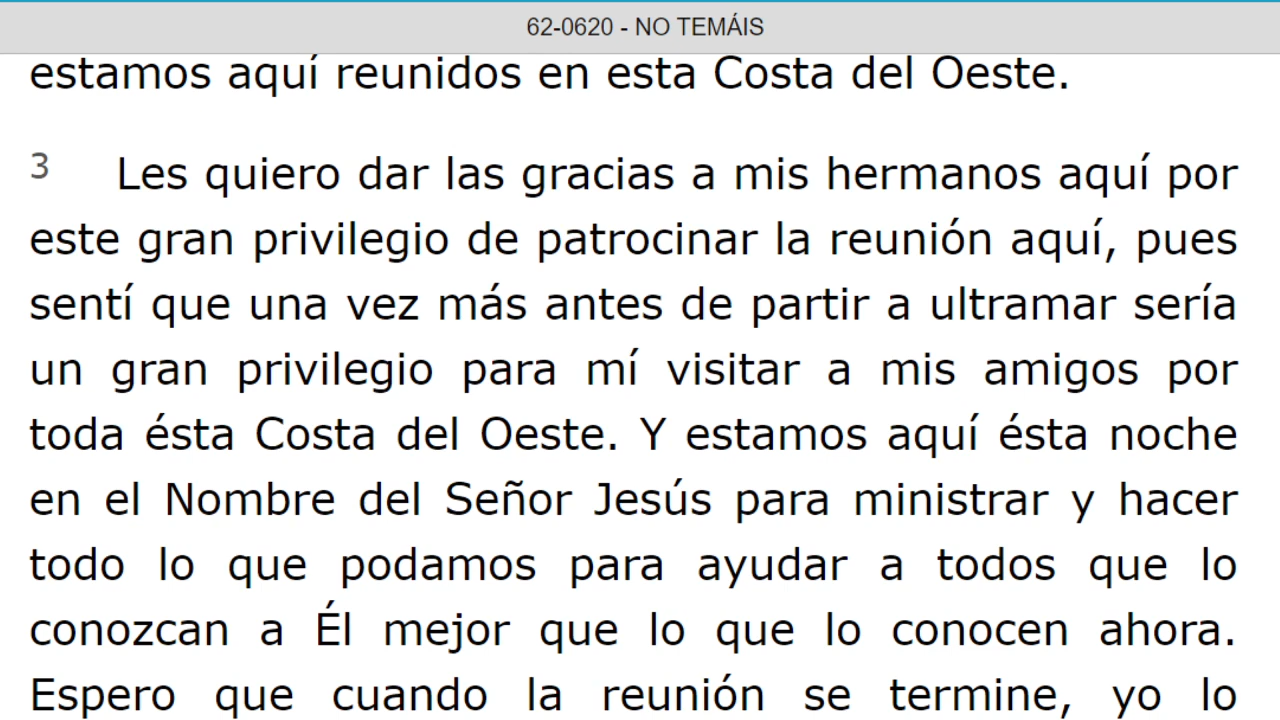 62-0620 - NO TEMÁIS
estamos aquí reunidos en esta Costa del Oeste.
3 Les quiero dar las gracias a mis hermanos aquí por
este gran privilegio de patrocinar la reunión aquí, pues
sentí que una vez más antes de partir a ultramar sería
un gran privilegio para mí visitar a mis amigos por
toda ésta Costa del Oeste. Y estamos aquí ésta noche
en el Nombre del Señor Jesús para ministrar y hacer
todo lo que podamos para ayudar a todos que lo
conozcan a Él mejor que lo que lo conocen ahora.
Espero que cuando la reunión se termine, yo lo